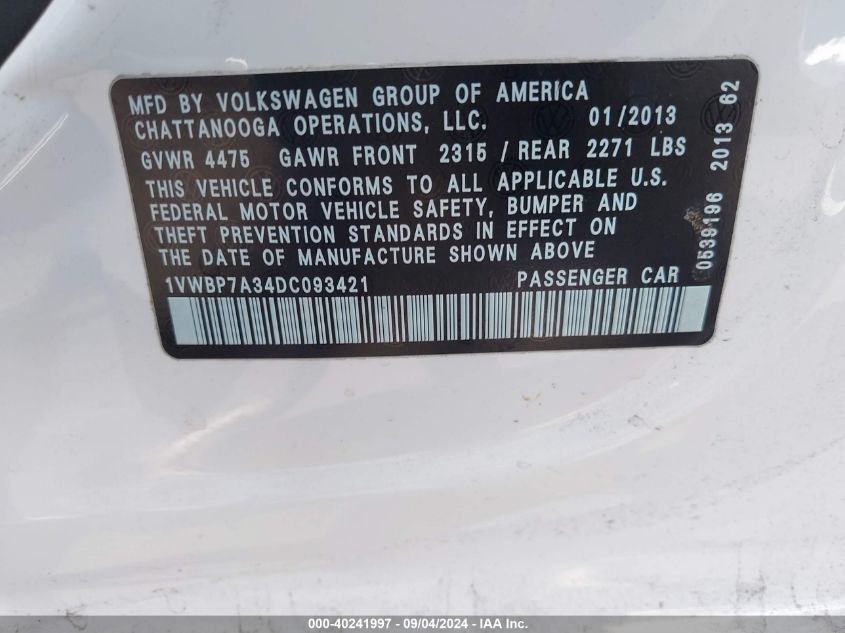 MFD BY VOLKSWAGEN GROUP OF AMERICA
CHATTANOOGA OPERATIONS, LLC. 01/2013
GVWR 4475 GAWR FRONT 2315 / REAR 2271 LBS
THIS VEHICLE CONFORMS TO ALL APPLICABLE U.S.
FEDERAL MOTOR VEHICLE SAFETY, BUMPER AND
THEFT PREVENTION STANDARDS IN EFFECT ON
THE DATE OF MANUFACTURE SHOWN ABOVE
1VWBP7A34DC093421 PASSENGER CAR
0539196 2013 62
000-40241997 - 09/04/2024 - IAA Inc.